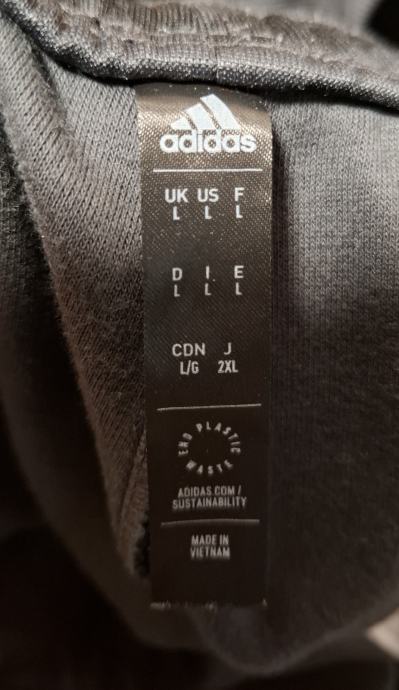 adidas
UK US F
L L L
D I E
L L L
CDN J
L/G 2XL
END PLASTIC WASTE
ADIDAS.COM/
SUSTAINABILITY
MADE IN
VIETNAM